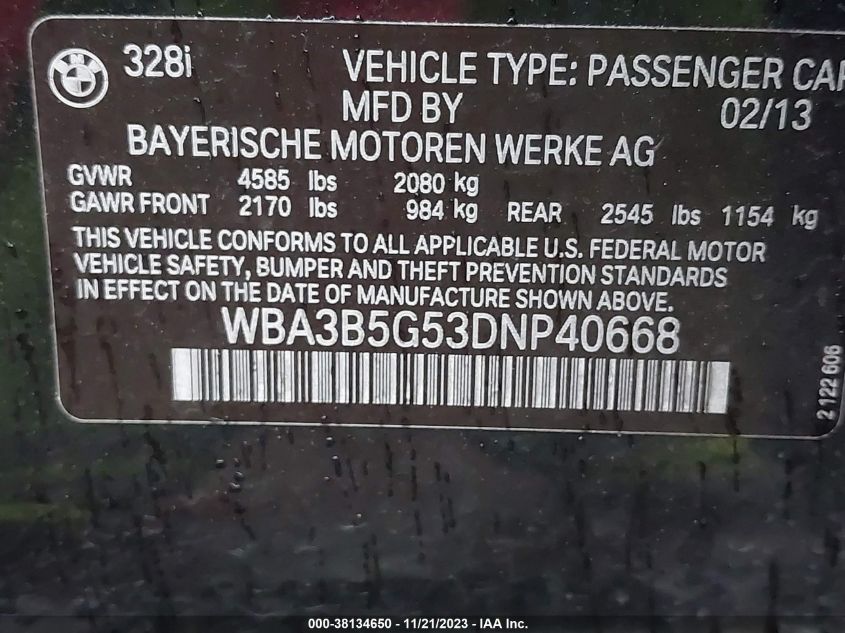 BMW
328i VEHICLE TYPE: PASSENGER CAR
MFD BY 02/13
BAYERISCHE MOTOREN WERKE AG
GVWR 4585 lbs 2080 kg
GAWR FRONT 2170 lbs 984 kg REAR 2545 lbs 1154 kg
THIS VEHICLE CONFORMS TO ALL APPLICABLE U.S. FEDERAL MOTOR
VEHICLE SAFETY, BUMPER AND THEFT PREVENTION STANDARDS
IN EFFECT ON THE DATE OF MANUFACTURE SHOWN ABOVE.
WBA3B5G53DNP40668
2 122 606
000-38134650 - 11/21/2023 - IAA Inc.